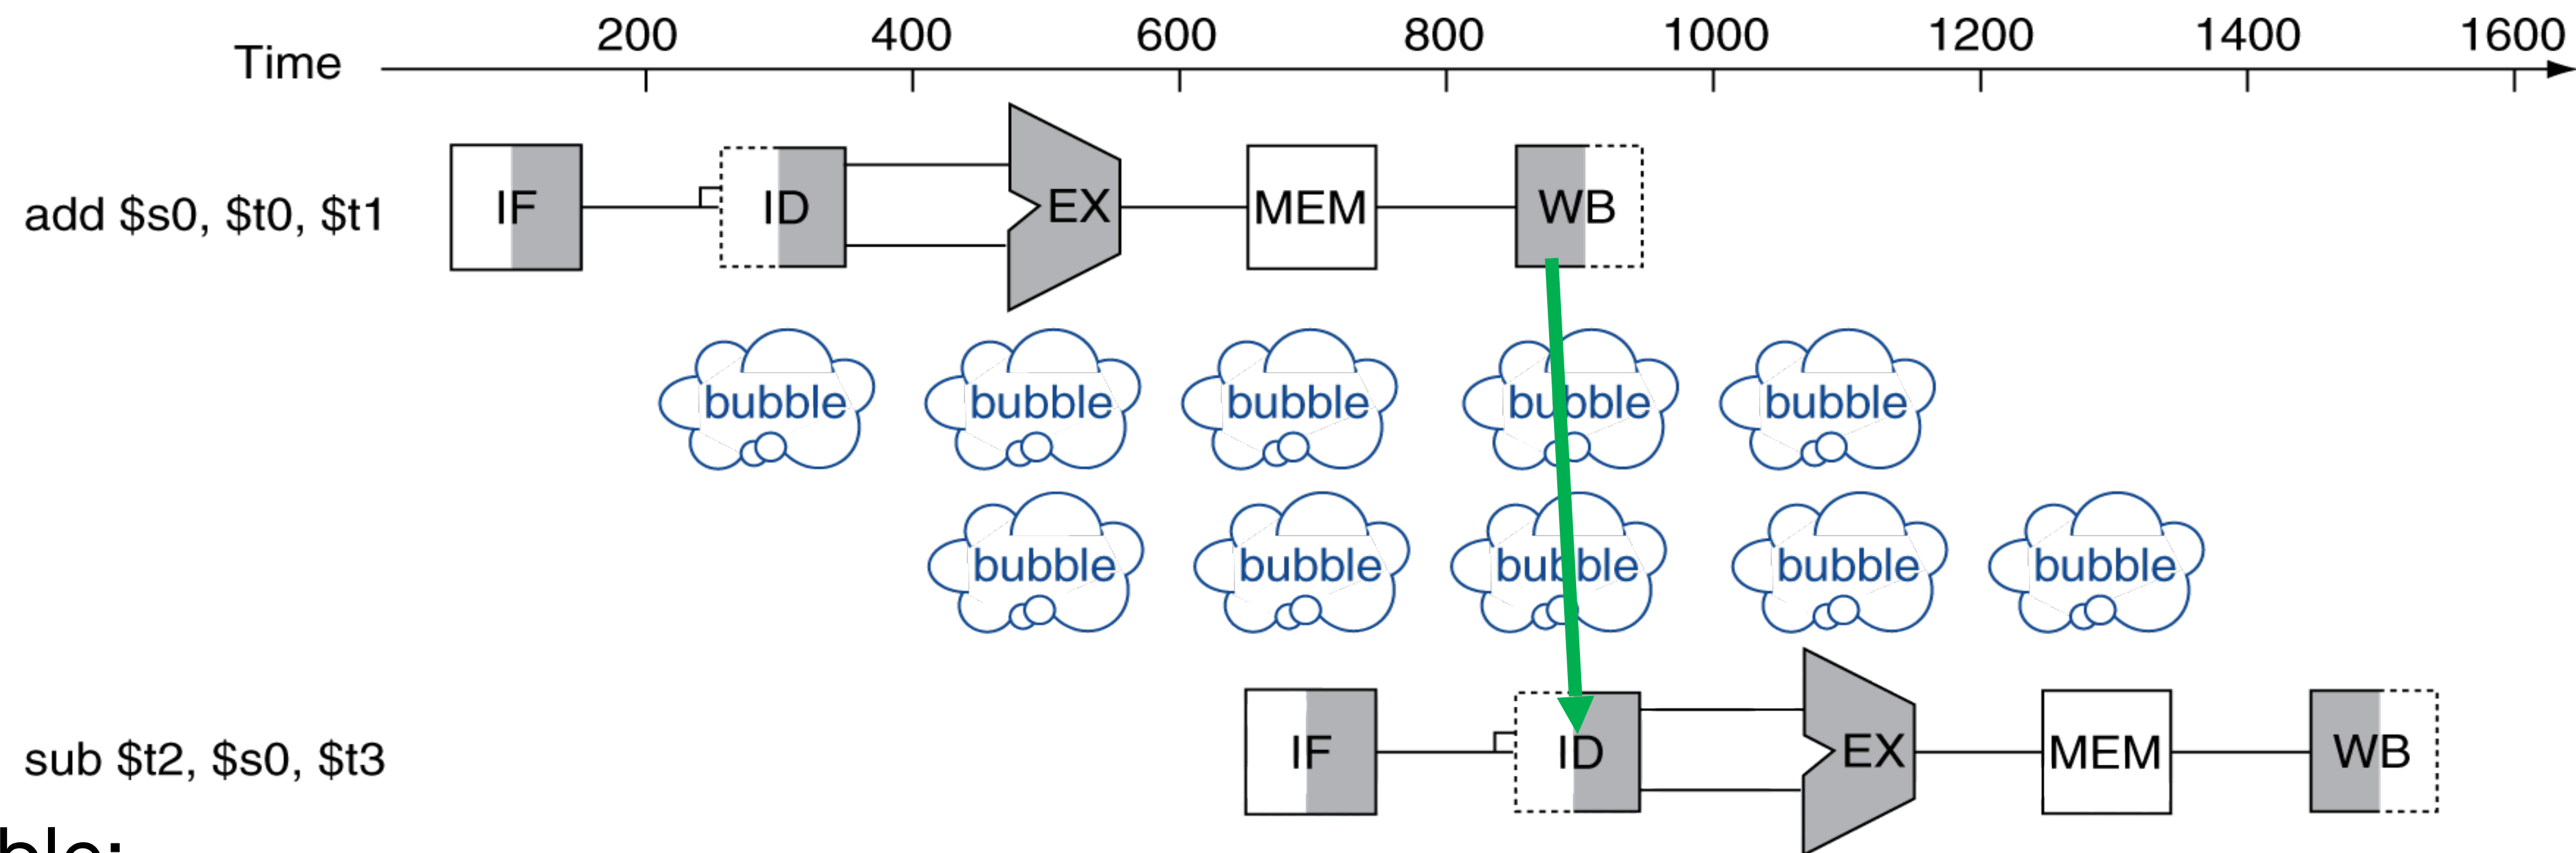 200 400 600 800 1000 1200 1400 1600
Time
add $s0, $t0, $t1 IF ID EX MEM WB
bubble bubble bubble bubble bubble
bubble bubble bubble bubble bubble
sub $t2, $s0, $t3 IF ID EX MEM WB